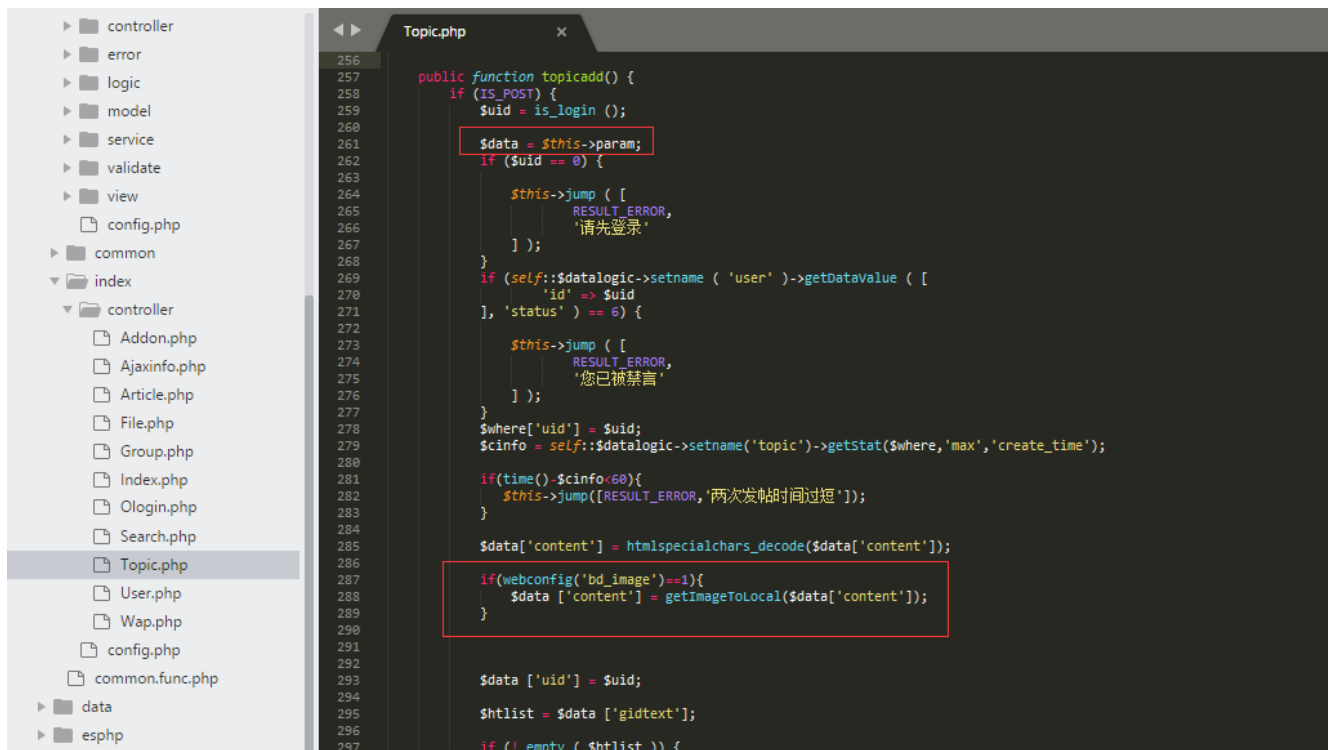 controller
error
logic
model
service
validate
view
config.php
common
index
controller
Addon.php
Ajaxinfo.php
Article.php
File.php
Group.php
Index.php
Ologin.php
Search.php
Topic.php
User.php
Wap.php
config.php
common.func.php
data
esphp
Topic.php ×
256
257 public function topicadd() {
258 if (IS_POST) {
259 $uid = is_login ();
260
261 $data = $this->param;
262 if ($uid == 0) {
263
264 $this->jump ( [
265 RESULT_ERROR,
266 '请先登录'
267 ] );
268 }
269 if (self::$datalogic->setname ( 'user' )->getDataValue ( [
270 'id' => $uid
271 ], 'status' ) == 6) {
272
273 $this->jump ( [
274 RESULT_ERROR,
275 '您已被禁言'
276 ] );
277 }
278 $where['uid'] = $uid;
279 $cinfo = self::$datalogic->setname('topic')->getStat($where,'max','create_time');
280
281 if(time()-$cinfo<60){
282 $this->jump([RESULT_ERROR,'两次发帖时间过短']);
283 }
284
285 $data['content'] = htmlspecialchars_decode($data['content']);
286
287 if(webconfig('bd_image')==1){
288 $data ['content'] = getImageToLocal($data['content']);
289 }
290
291
292
293 $data ['uid'] = $uid;
294
295 $htlist = $data ['gidtext'];
296
297 if (! empty ( $htlist )) {